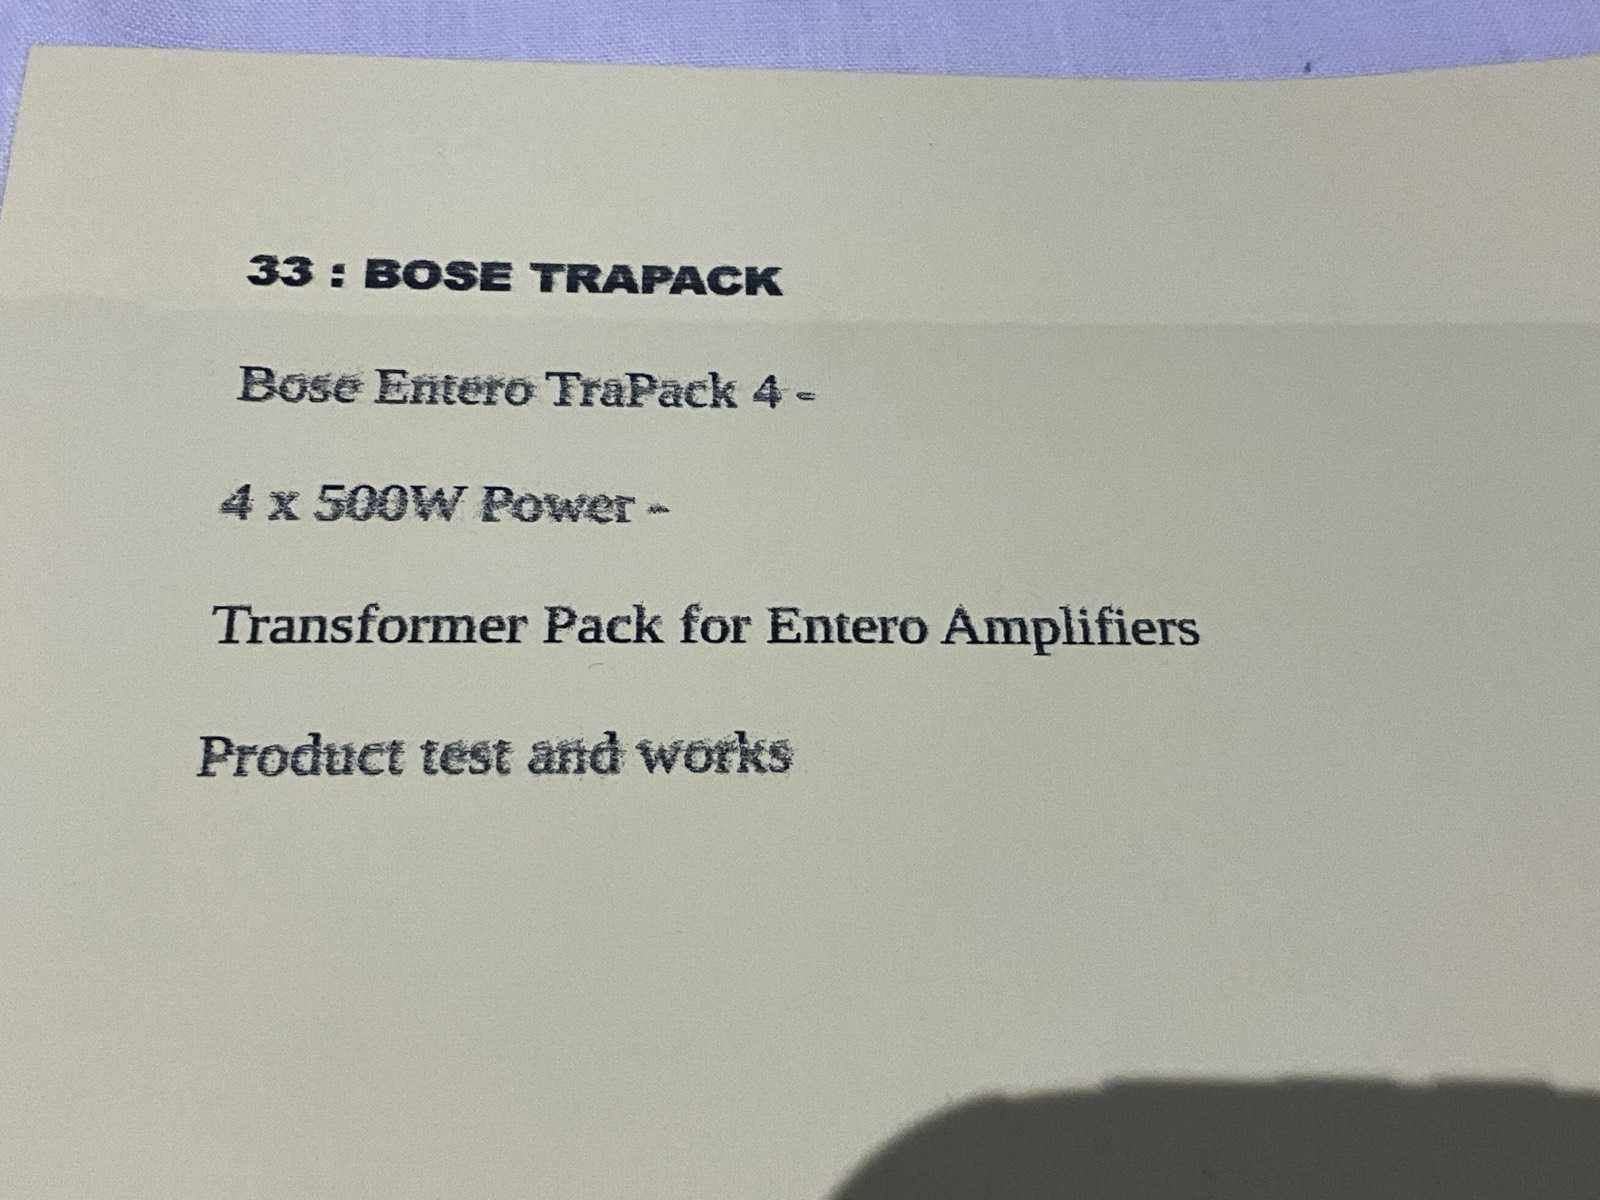 33 : BOSE TRAPACK
Bose Entero TraPack 4 -
4 x 500W Power -
Transformer Pack for Entero Amplifiers
Product test and works